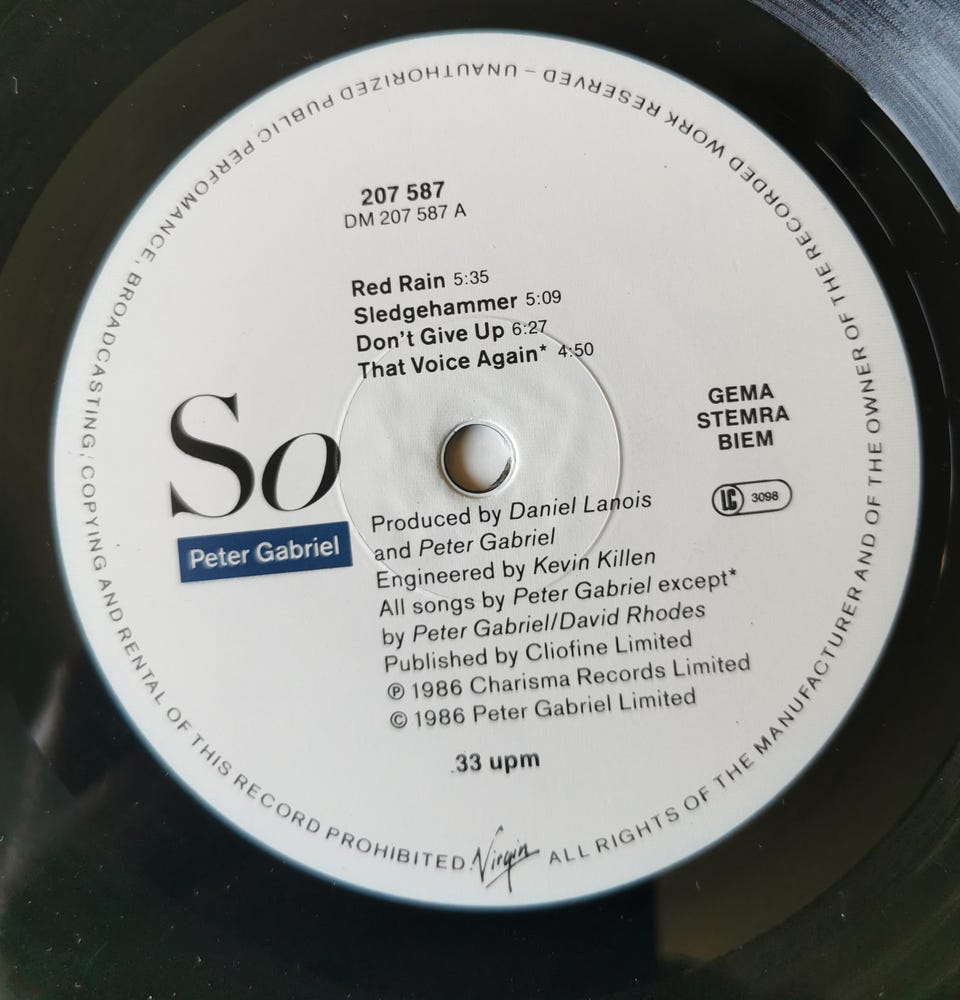 207 587
DM 207 587 A
Red Rain 5:35
Sledgehammer 5:09
Don't Give Up 6:27
That Voice Again* 4:50
So
Peter Gabriel
GEMA
STEMRA
BIEM
LC 3098
Produced by Daniel Lanois
and Peter Gabriel
Engineered by Kevin Killen
All songs by Peter Gabriel except*
by Peter Gabriel/David Rhodes
Published by Cliofine Limited
℗ 1986 Charisma Records Limited
© 1986 Peter Gabriel Limited
33 upm
Virgin
ALL RIGHTS OF THE MANUFACTURER AND OF THE OWNER OF THE RECORDED WORK RESERVED – UNAUTHORIZED PUBLIC PERFOMANCE, BROADCASTING, COPYING AND RENTAL OF THIS RECORD PROHIBITED